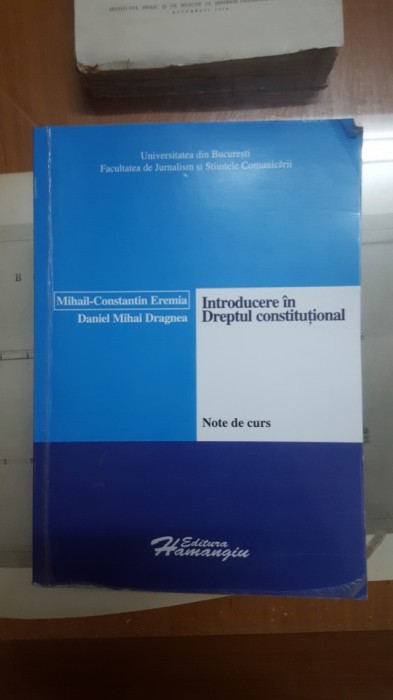 BUCUREȘTI
Universitatea din București
Facultatea de Jurnalism și Științele Comunicării
Mihail-Constantin Eremia
Daniel Mihai Dragnea
Introducere în
Dreptul constituțional
Note de curs
Editura
Hamangiu
B